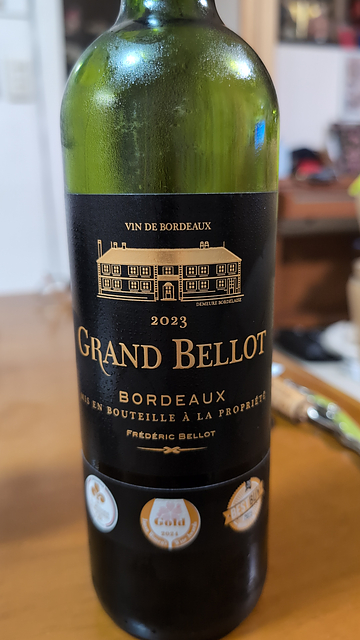 VIN DE BORDEAUX
DEMEURE BORDELAISE
2023
GRAND BELLOT
BORDEAUX
MIS EN BOUTEILLE À LA PROPRIÉTÉ
FRÉDÉRIC BELLOT
Gold